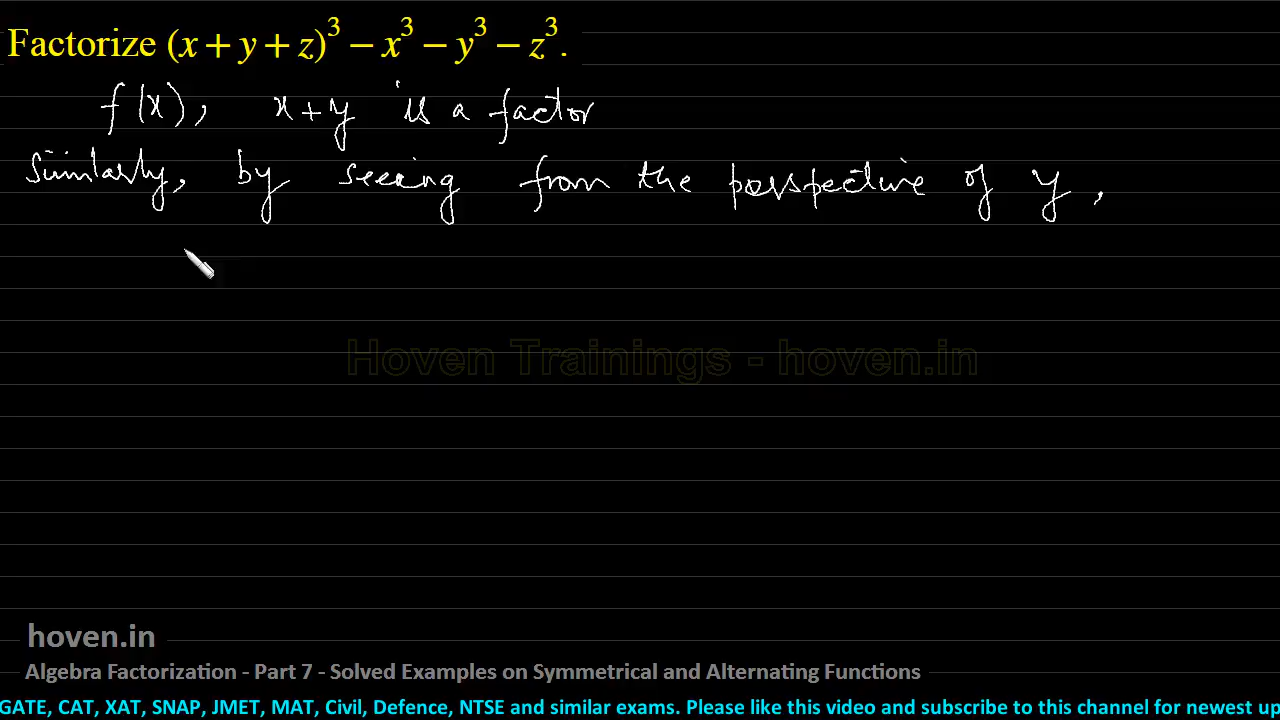 Factorize (x + y + z)³ − x³ − y³ − z³.
f(x), x+y is a factor
Similarly, by seeing from the perspective of y,
Hoven Trainings - hoven.in
hoven.in
Algebra Factorization - Part 7 - Solved Examples on Symmetrical and Alternating Functions
GATE, CAT, XAT, SNAP, JMET, MAT, Civil, Defence, NTSE and similar exams. Please like this video and subscribe to this channel for newest up